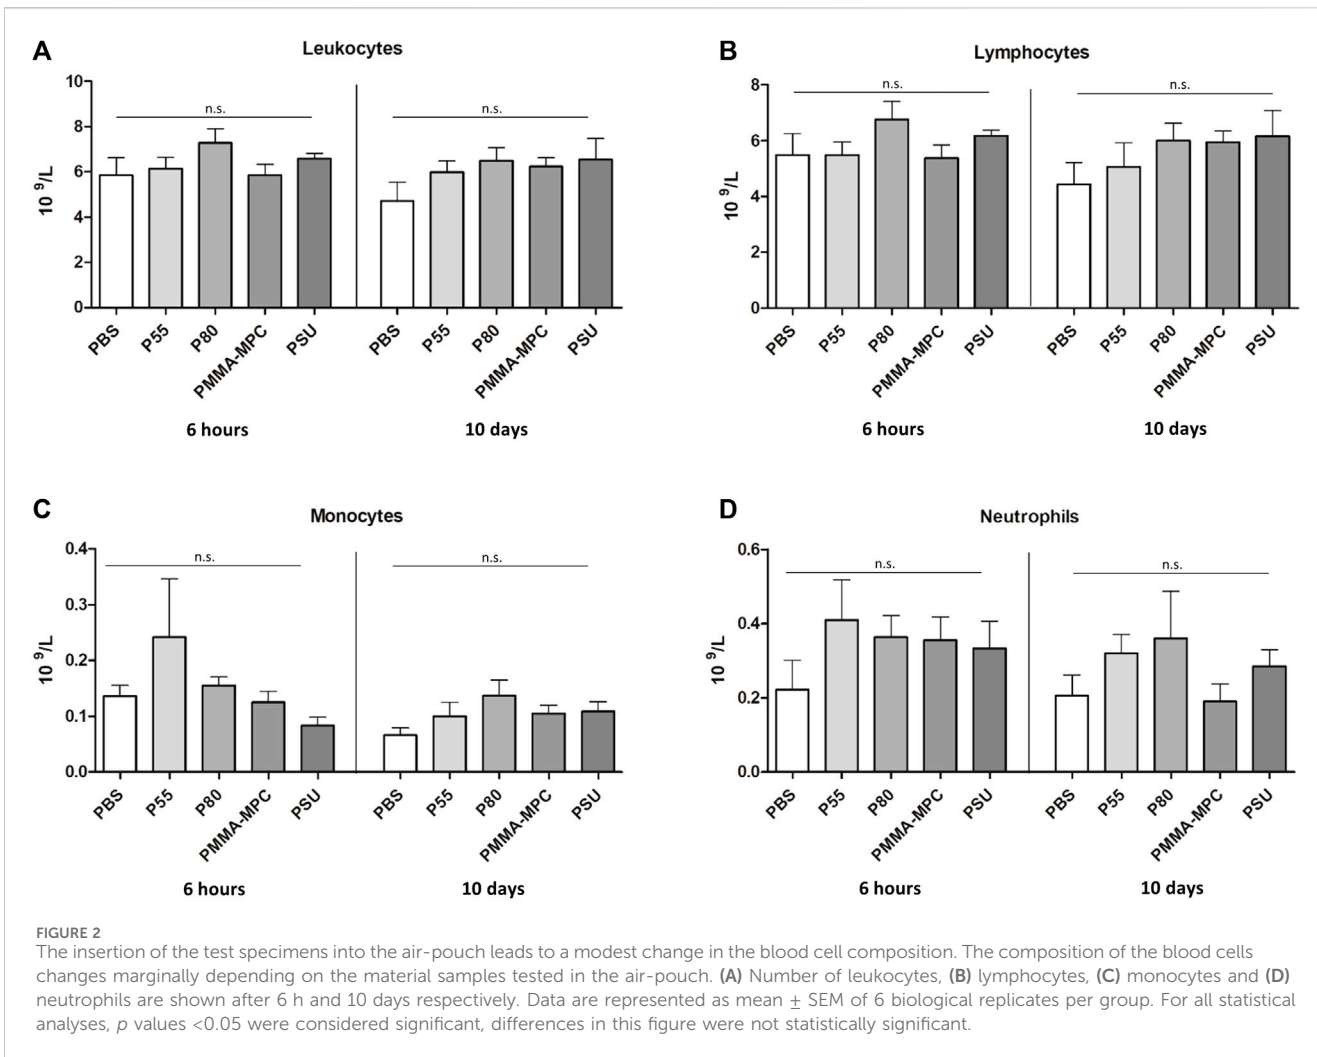 A
Leukocytes
10
8
6
4
2
0
10 9/L
n.s.
n.s.
PBS
P55
P80
PMMA-MPC
PSU
PBS
P55
P80
PMMA-MPC
PSU
6 hours
10 days
B
Lymphocytes
8
6
4
2
0
10 9/L
n.s.
n.s.
PBS
P55
P80
PMMA-MPC
PSU
PBS
P55
P80
PMMA-MPC
PSU
6 hours
10 days
C
Monocytes
0.4
0.3
0.2
0.1
0.0
10 9/L
n.s.
n.s.
PBS
P55
P80
PMMA-MPC
PSU
PBS
P55
P80
PMMA-MPC
PSU
6 hours
10 days
D
Neutrophils
0.6
0.4
0.2
0.0
10 9/L
n.s.
n.s.
PBS
P55
P80
PMMA-MPC
PSU
PBS
P55
P80
PMMA-MPC
PSU
6 hours
10 days
FIGURE 2
The insertion of the test specimens into the air-pouch leads to a modest change in the blood cell composition. The composition of the blood cells
changes marginally depending on the material samples tested in the air-pouch. (A) Number of leukocytes, (B) lymphocytes, (C) monocytes and (D)
neutrophils are shown after 6 h and 10 days respectively. Data are represented as mean ± SEM of 6 biological replicates per group. For all statistical
analyses, p values <0.05 were considered significant, differences in this figure were not statistically significant.